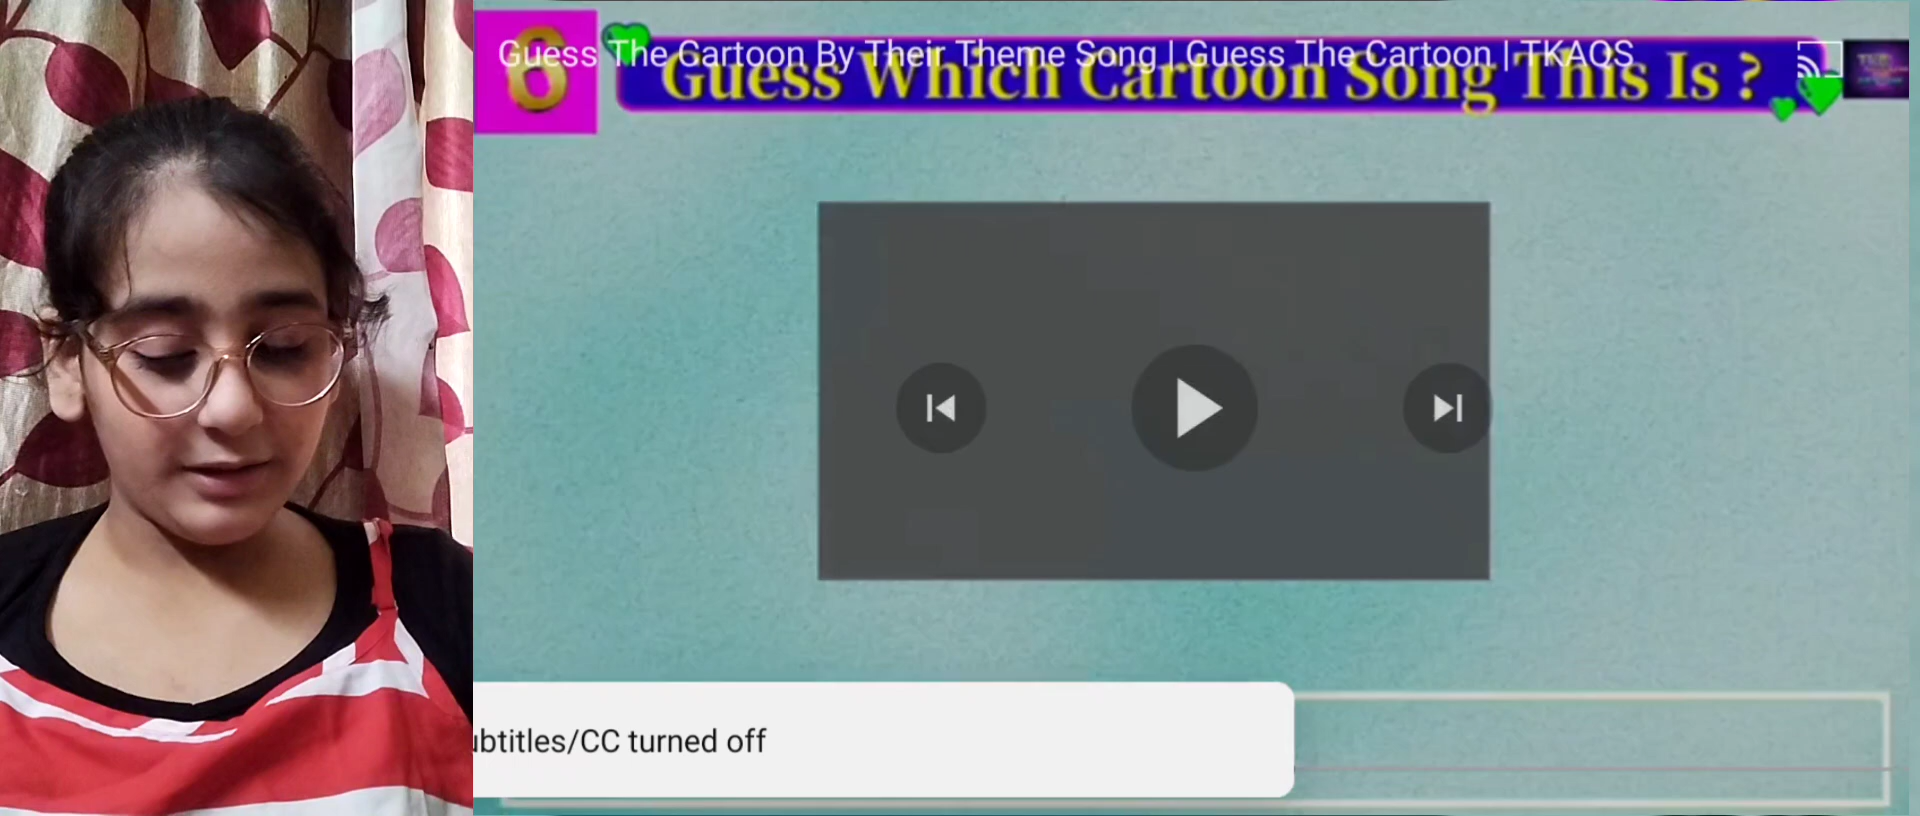 6
Guess The Cartoon By Their Theme Song | Guess The Cartoon | TKAQS
Guess Which Cartoon Song This Is ?
ubtitles/CC turned off